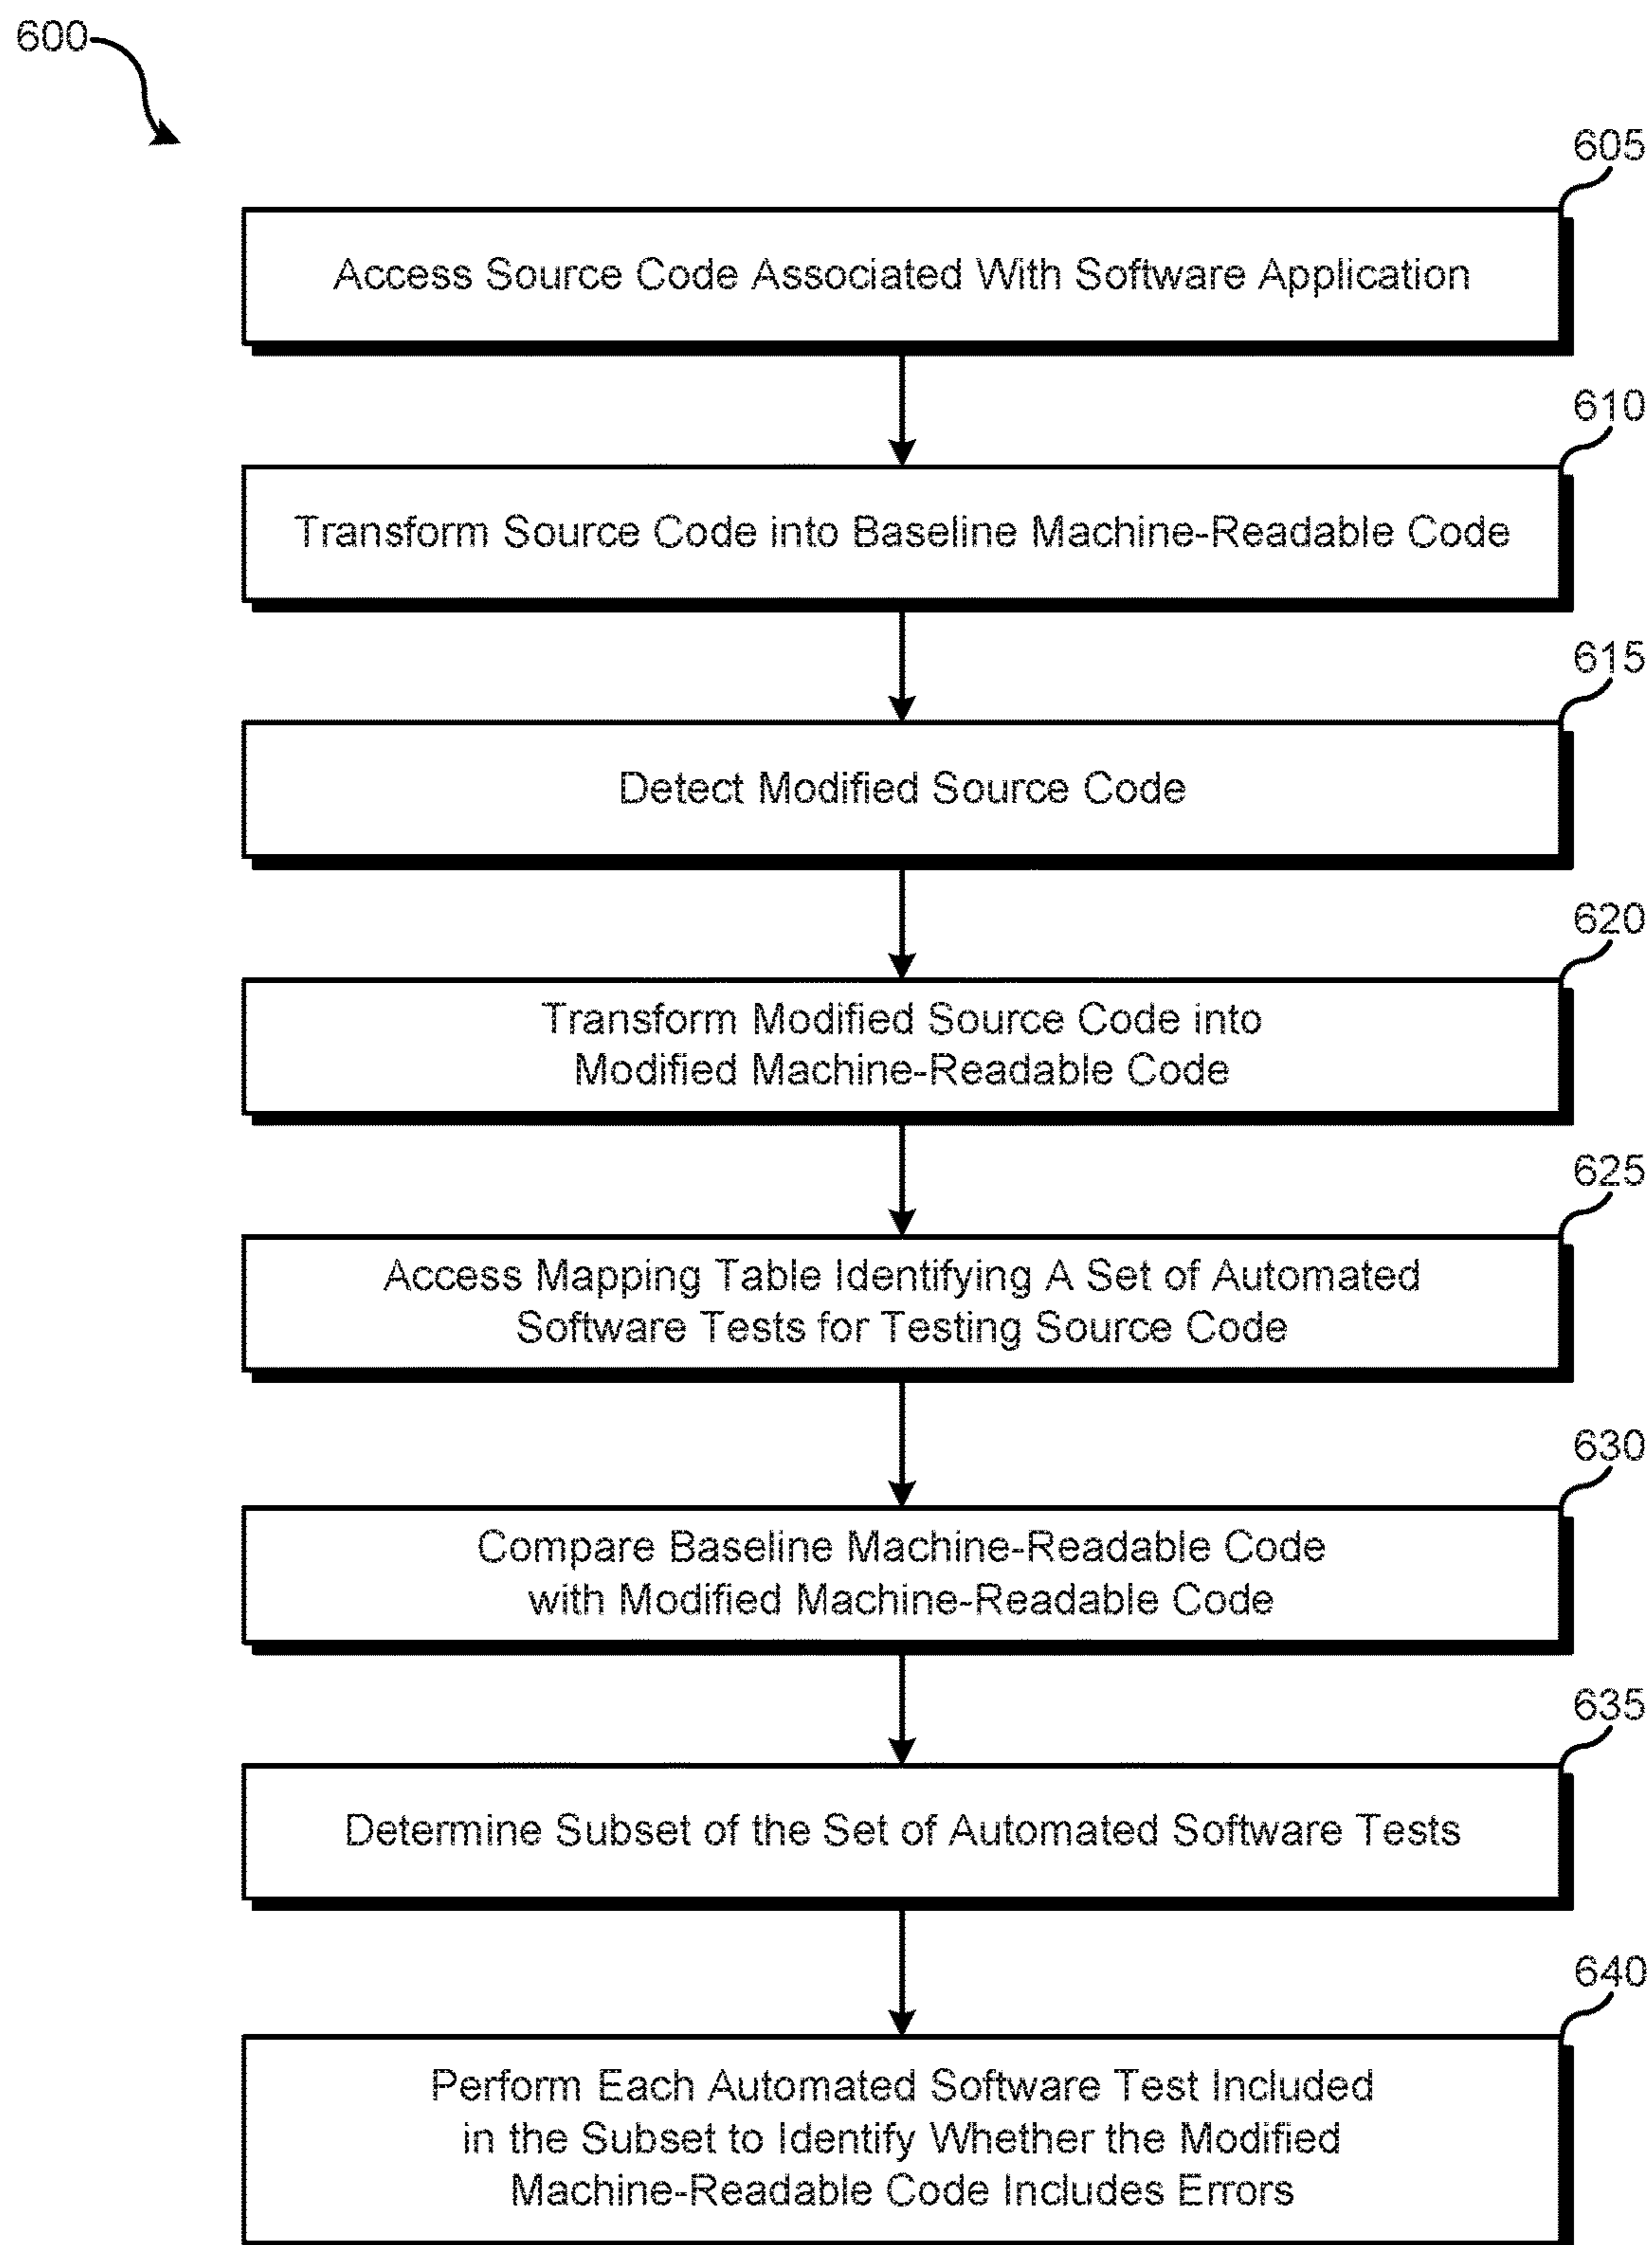 600
605
Access Source Code Associated With Software Application
610
Transform Source Code into Baseline Machine-Readable Code
615
Detect Modified Source Code
620
Transform Modified Source Code into
Modified Machine-Readable Code
625
Access Mapping Table Identifying A Set of Automated
Software Tests for Testing Source Code
630
Compare Baseline Machine-Readable Code
with Modified Machine-Readable Code
635
Determine Subset of the Set of Automated Software Tests
640
Perform Each Automated Software Test Included
in the Subset to Identify Whether the Modified
Machine-Readable Code Includes Errors